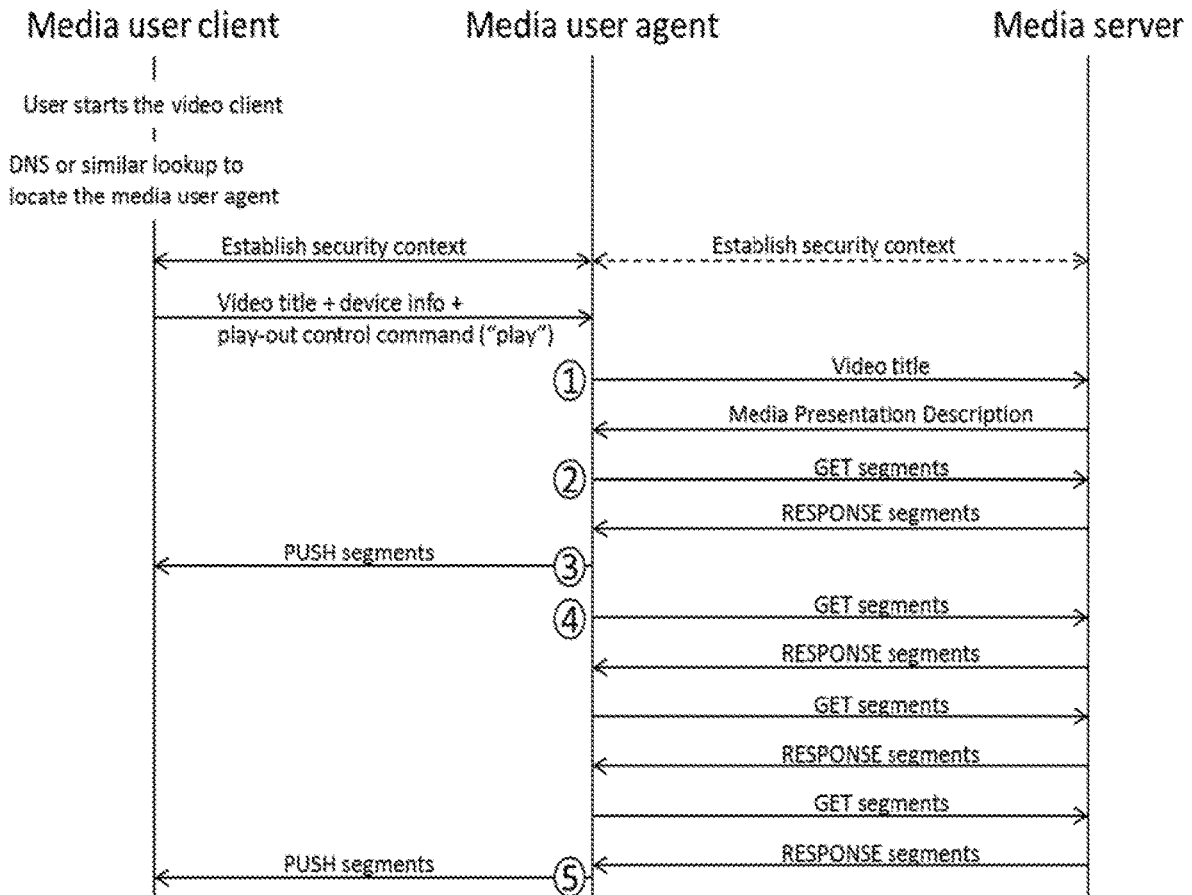 Media user client
Media user agent
Media server
User starts the video client
DNS or similar lookup to
locate the media user agent
Establish security context
Establish security context
Video title + device info +
play-out control command ("play")
① Video title
Media Presentation Description
② GET segments
RESPONSE segments
PUSH segments ③
④ GET segments
RESPONSE segments
GET segments
RESPONSE segments
GET segments
RESPONSE segments
PUSH segments ⑤